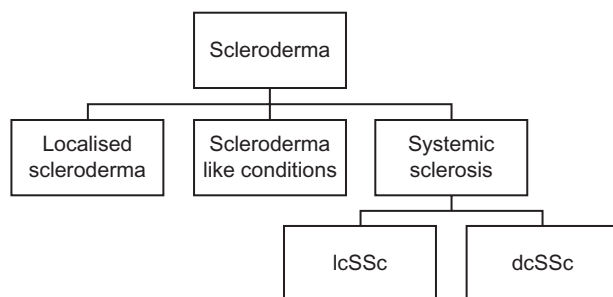 Scleroderma
Localised
scleroderma
Scleroderma
like conditions
Systemic
sclerosis
lcSSc
dcSSc